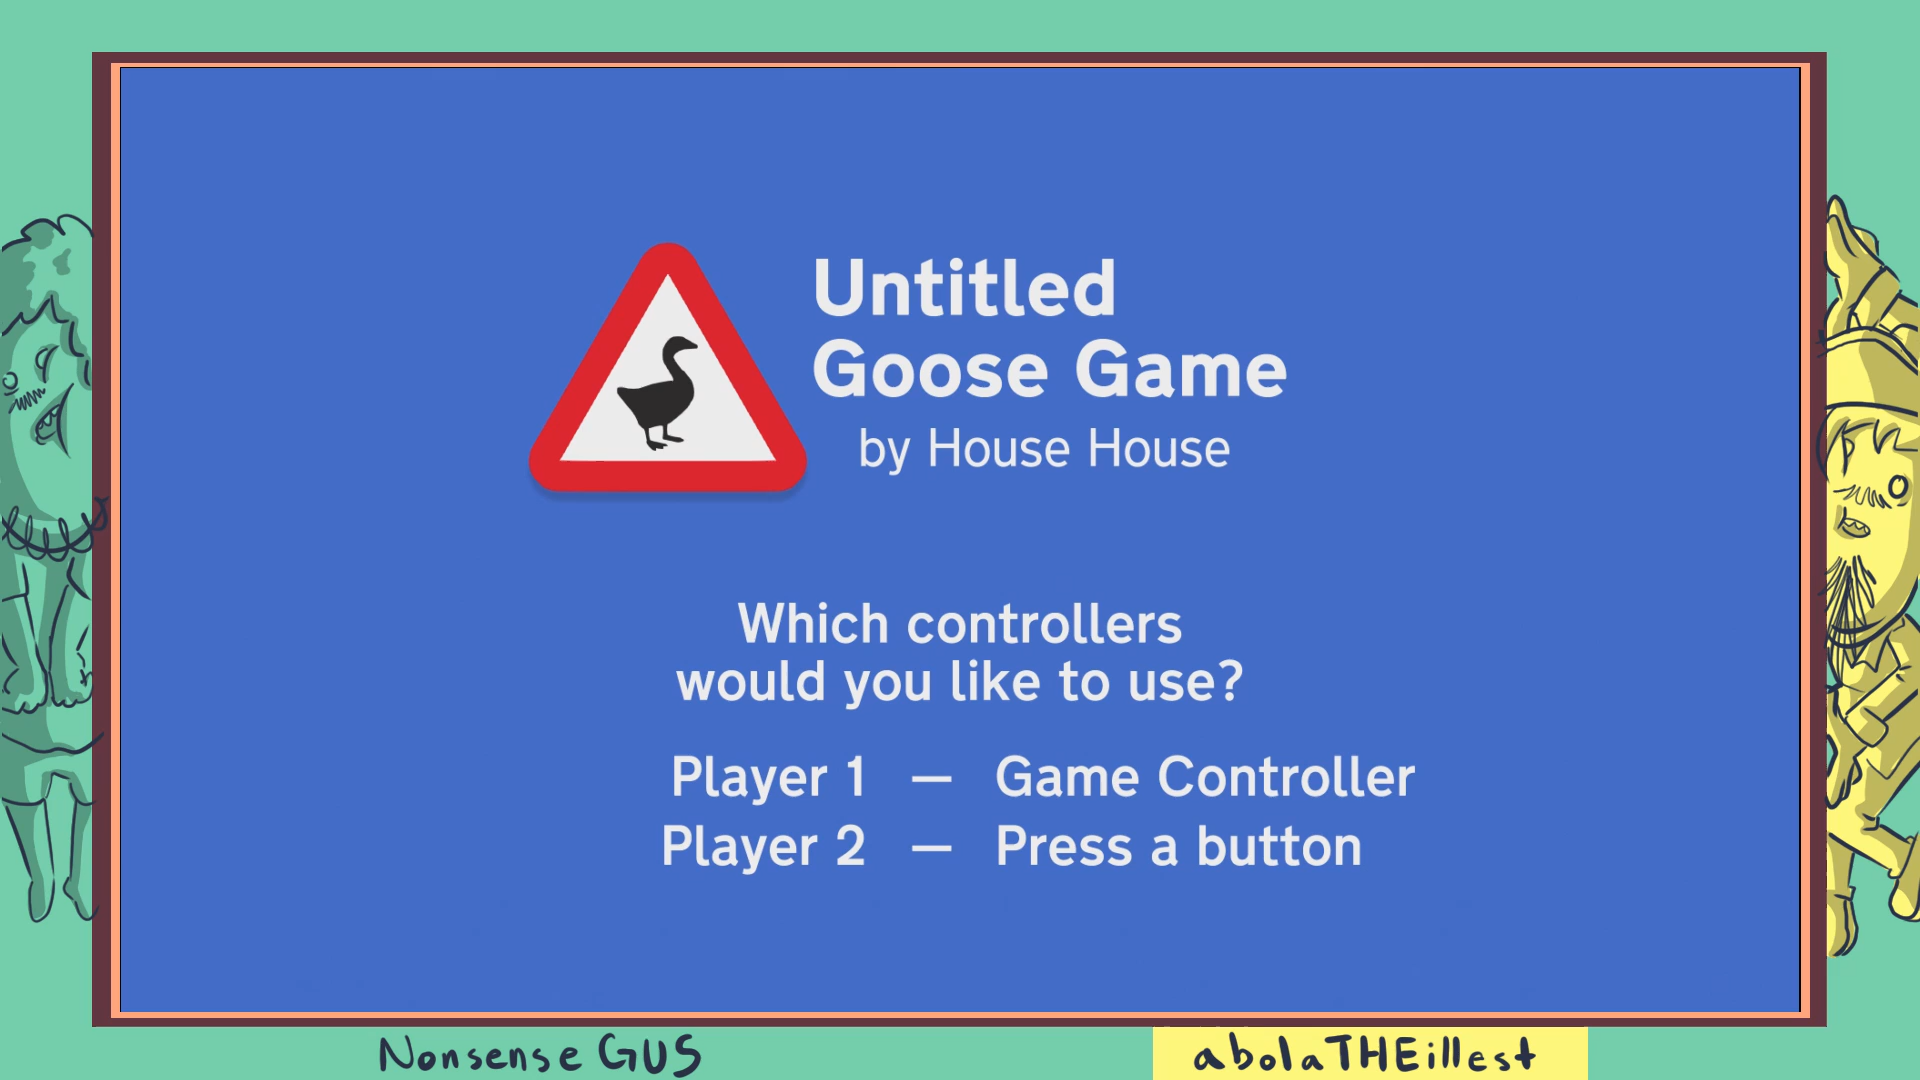 Untitled
Goose Game
by House House
Which controllers
would you like to use?
Player 1 — Game Controller
Player 2 — Press a button
Nonsense GUS
abolaTHEillest